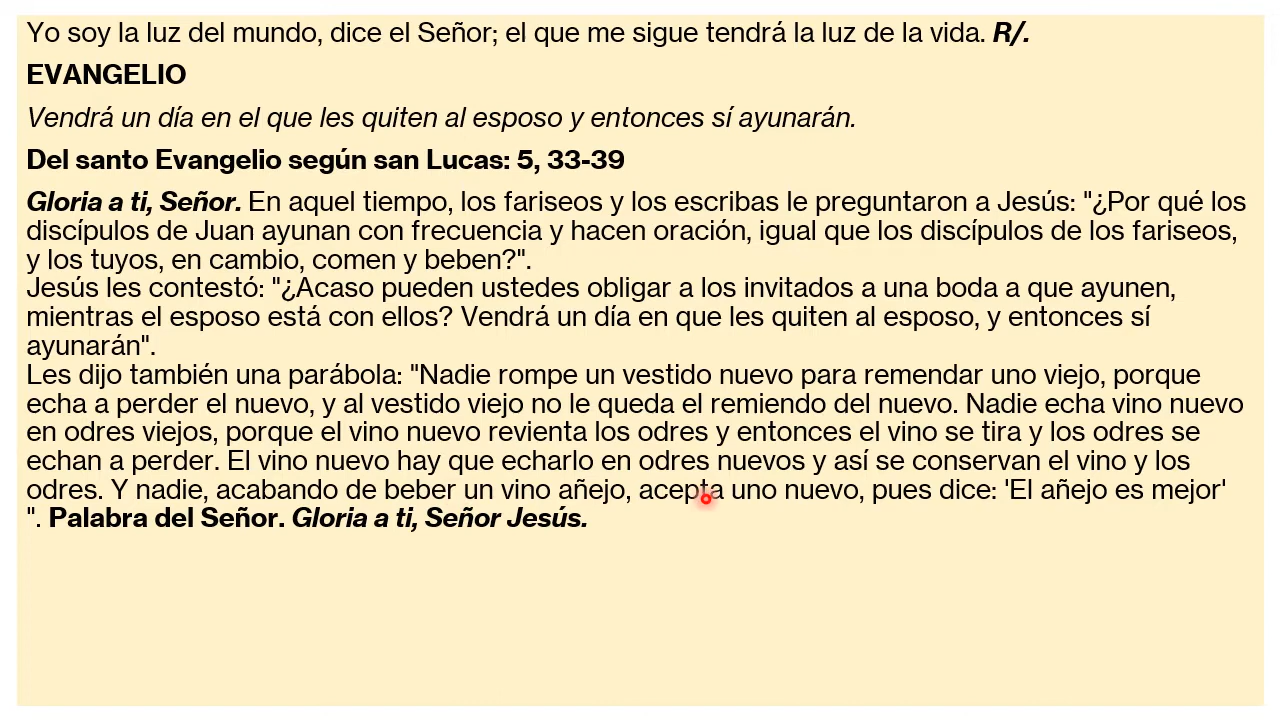 Yo soy la luz del mundo, dice el Señor; el que me sigue tendrá la luz de la vida. R/.
EVANGELIO
Vendrá un día en el que les quiten al esposo y entonces sí ayunarán.
Del santo Evangelio según san Lucas: 5, 33-39
Gloria a ti, Señor. En aquel tiempo, los fariseos y los escribas le preguntaron a Jesús: "¿Por qué los
discípulos de Juan ayunan con frecuencia y hacen oración, igual que los discípulos de los fariseos,
y los tuyos, en cambio, comen y beben?".
Jesús les contestó: "¿Acaso pueden ustedes obligar a los invitados a una boda a que ayunen,
mientras el esposo está con ellos? Vendrá un día en que les quiten al esposo, y entonces sí
ayunarán".
Les dijo también una parábola: "Nadie rompe un vestido nuevo para remendar uno viejo, porque
echa a perder el nuevo, y al vestido viejo no le queda el remiendo del nuevo. Nadie echa vino nuevo
en odres viejos, porque el vino nuevo revienta los odres y entonces el vino se tira y los odres se
echan a perder. El vino nuevo hay que echarlo en odres nuevos y así se conservan el vino y los
odres. Y nadie, acabando de beber un vino añejo, acepta uno nuevo, pues dice: 'El añejo es mejor'
". Palabra del Señor. Gloria a ti, Señor Jesús.